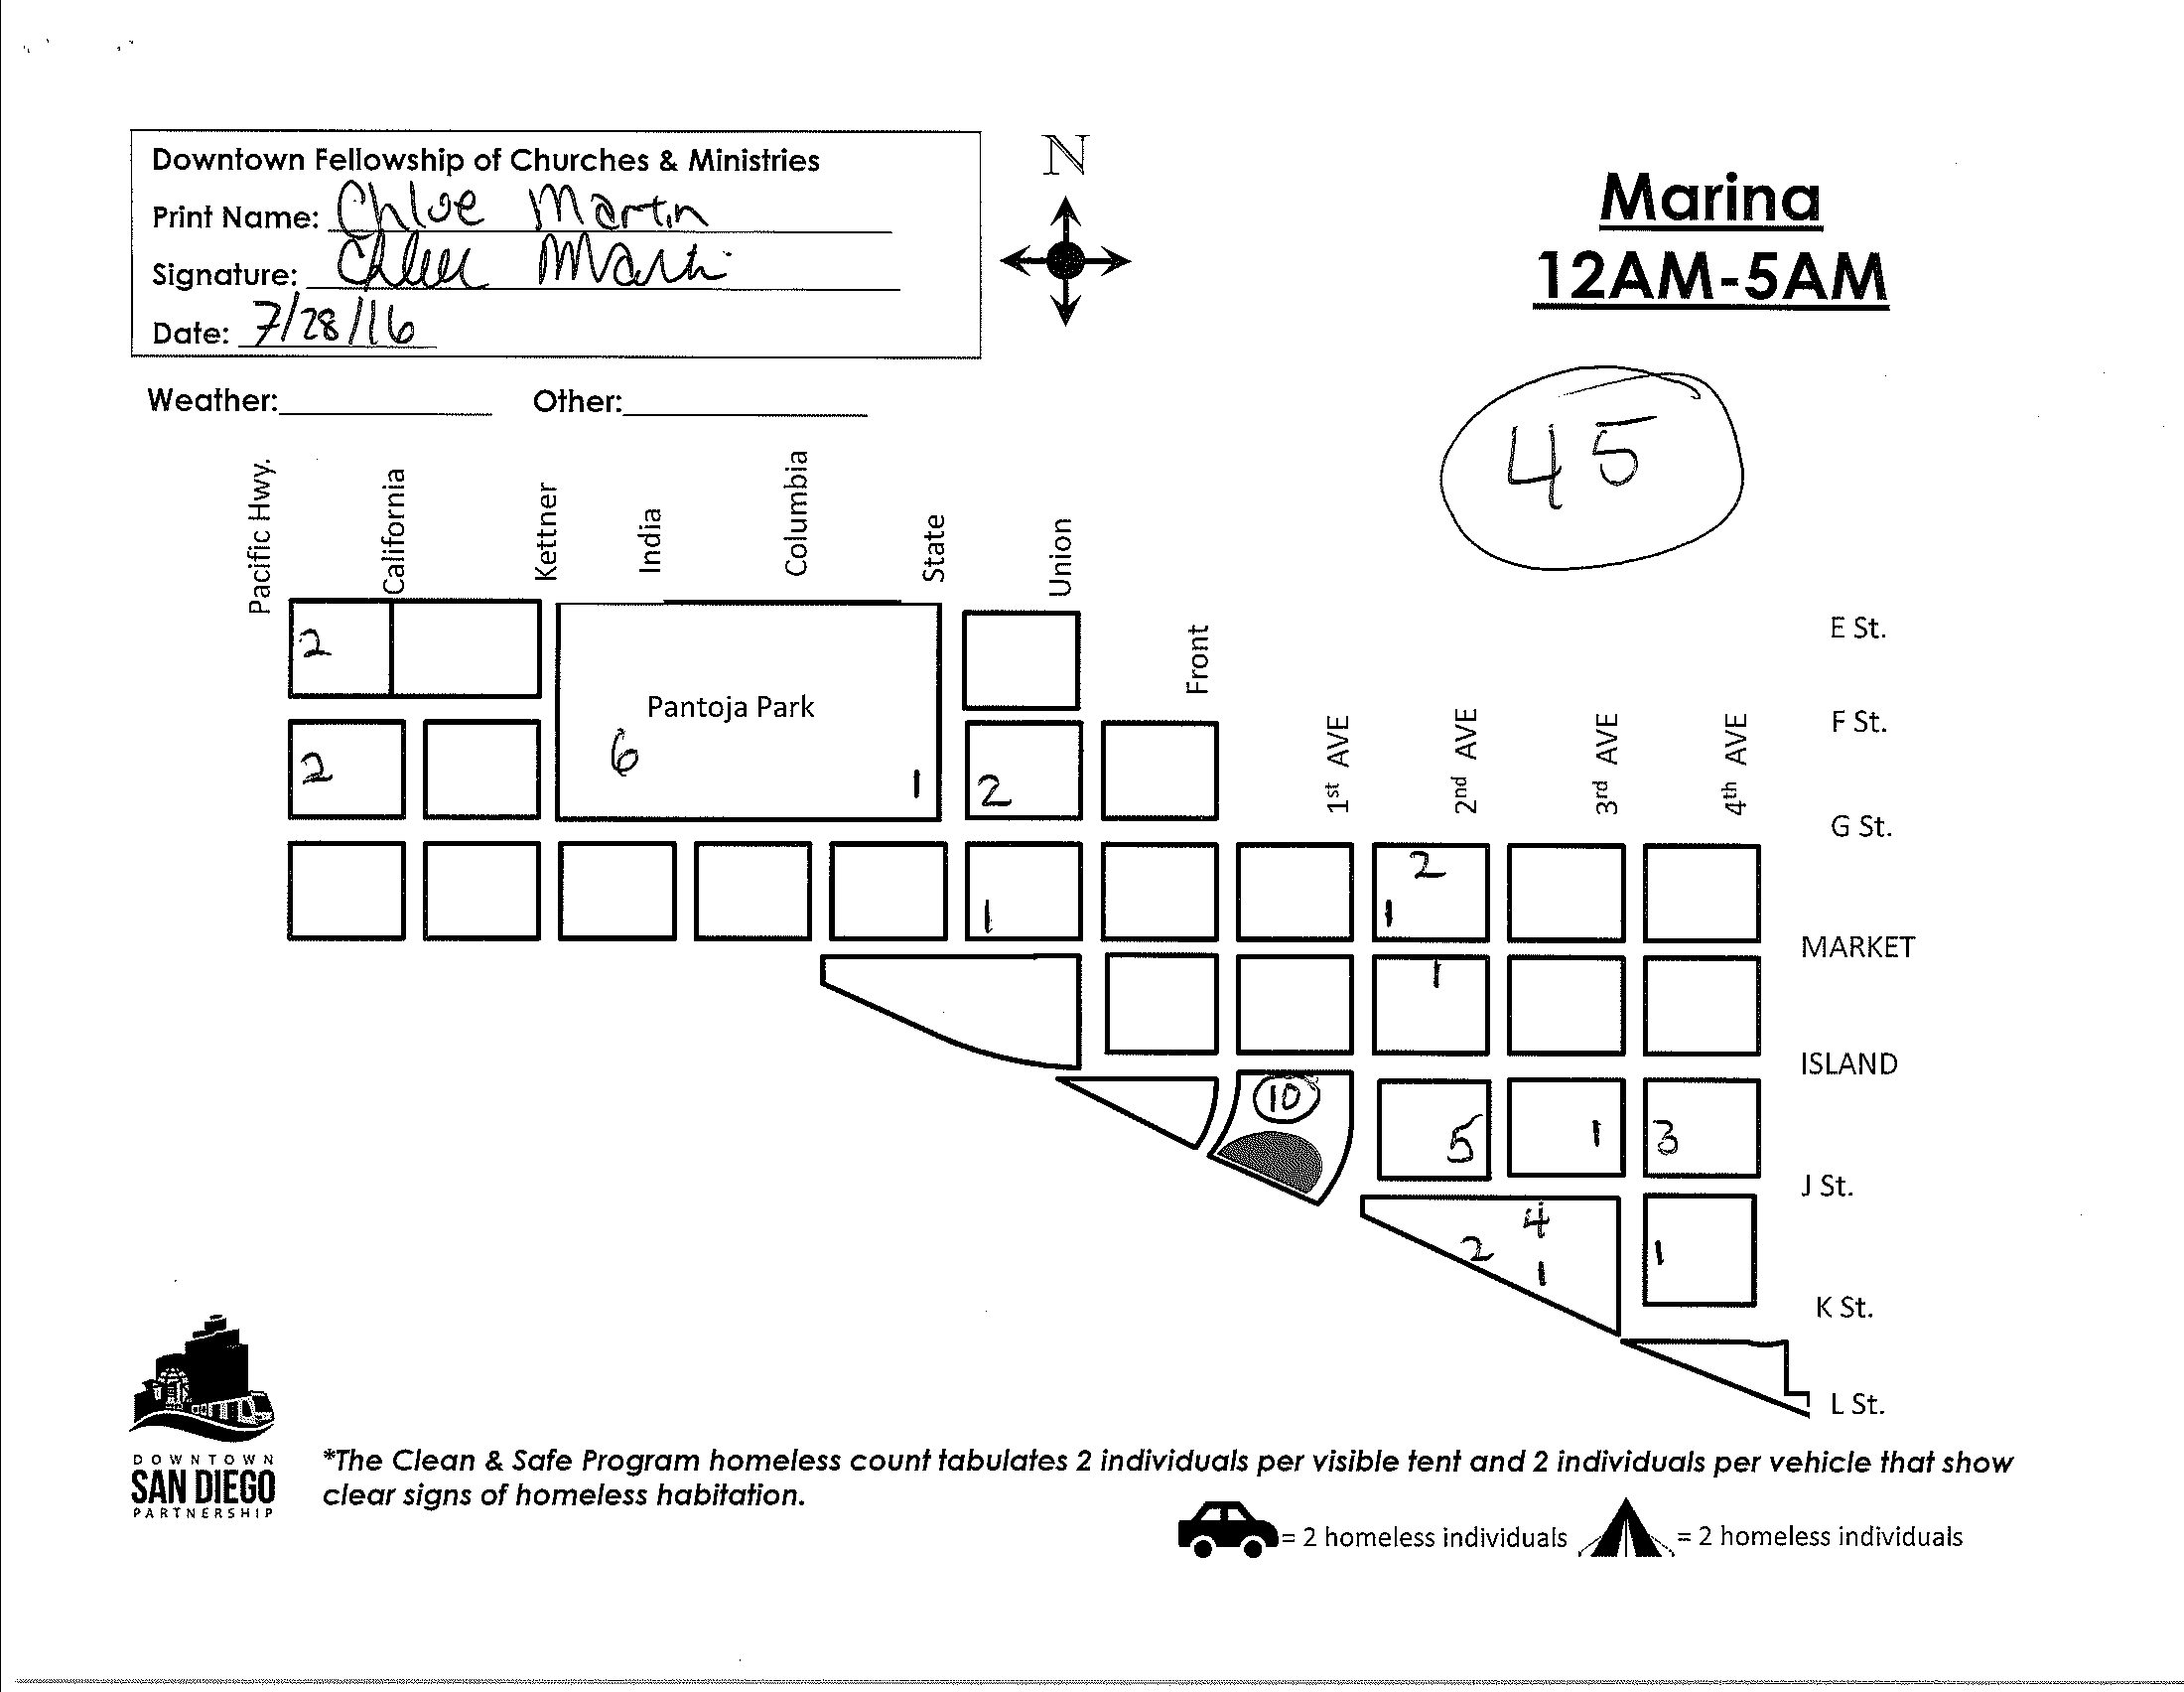 Downtown Fellowship of Churches & Ministries
Print Name: Chloe Martin
Signature: Chloe Martin
Date: 7/28/16
N
Marina
12AM-5AM
Weather:
Other:
45
Pacific Hwy.
California
Kettner
India
Columbia
State
Union
Front
1st AVE
2nd AVE
3rd AVE
4th AVE
E St.
F St.
G St.
MARKET
ISLAND
J St.
K St.
L St.
2
Pantoja Park
2
6
1
2
1
2
1
1
10
5
1
3
4
2
1
1
DOWNTOWN
SAN DIEGO
PARTNERSHIP
*The Clean & Safe Program homeless count tabulates 2 individuals per visible tent and 2 individuals per vehicle that show
clear signs of homeless habitation.
= 2 homeless individuals
= 2 homeless individuals